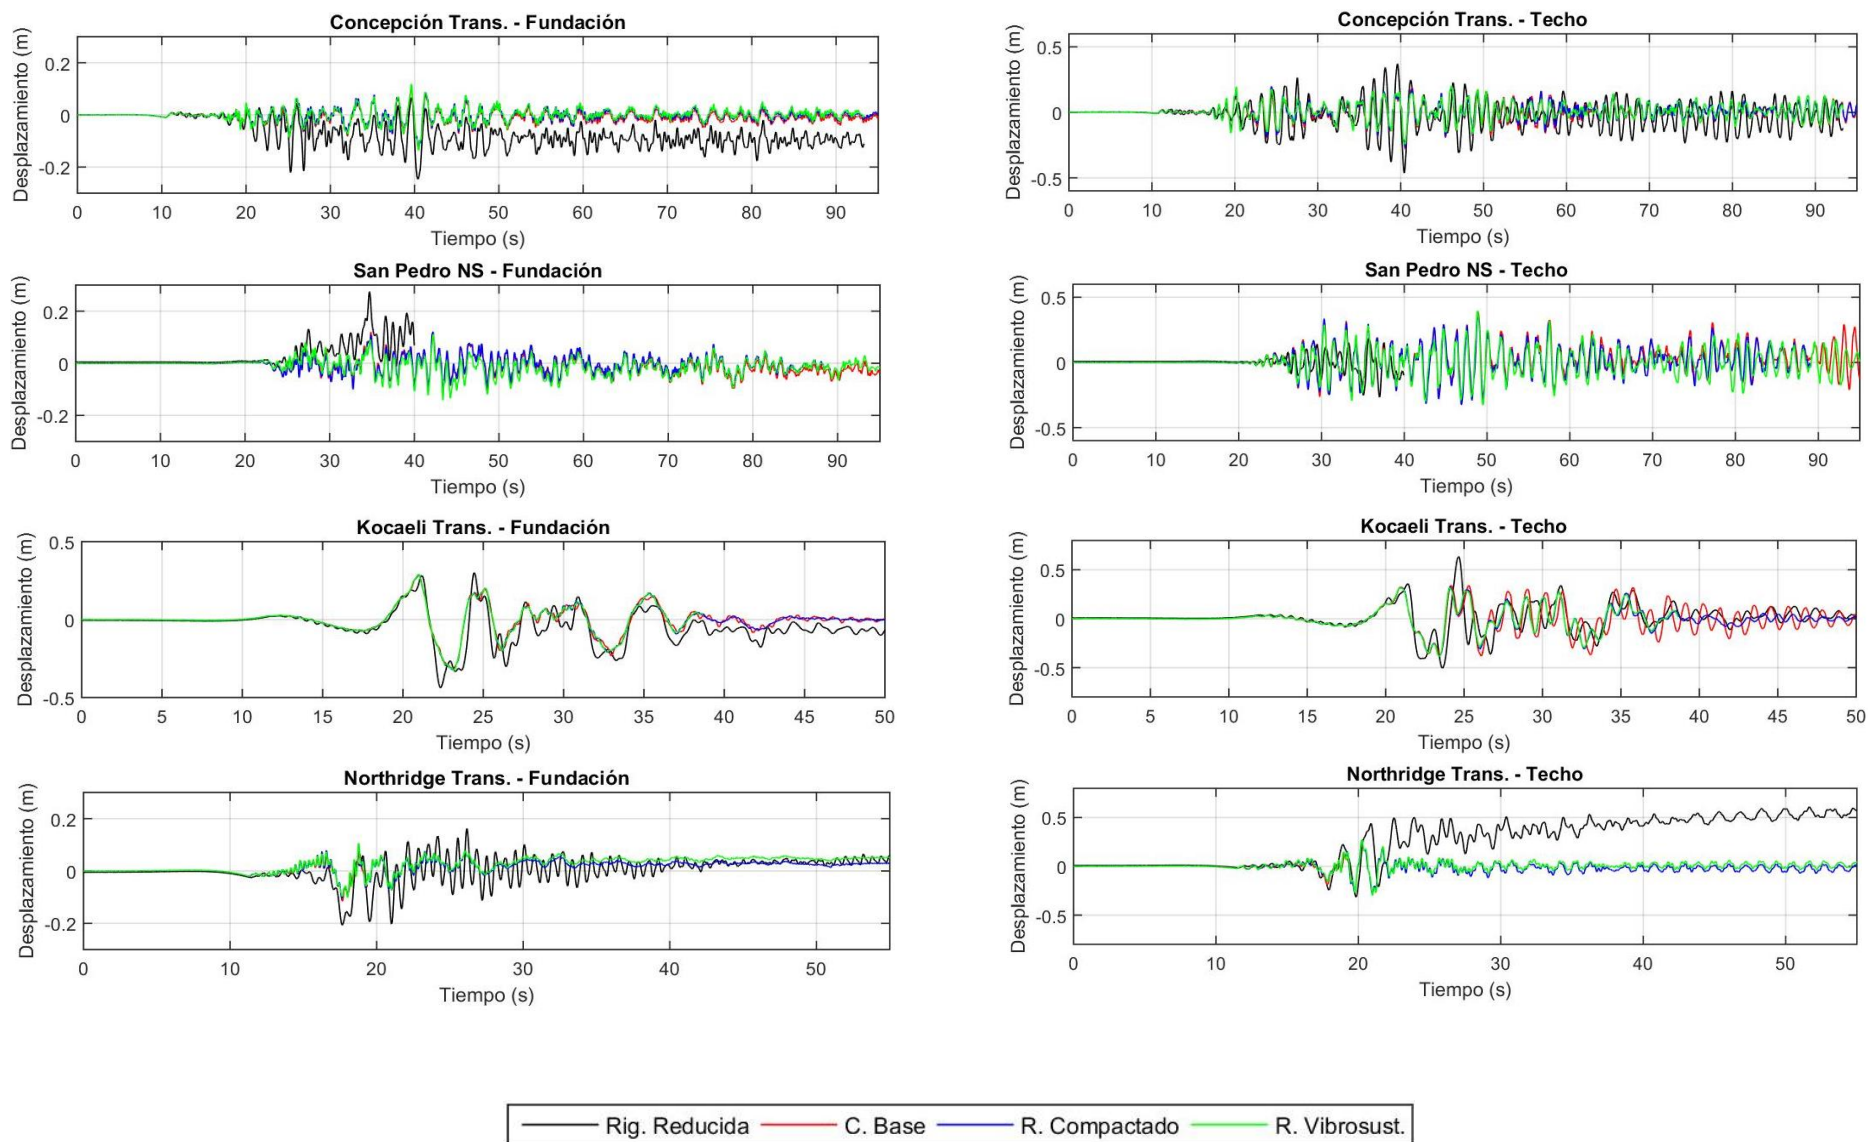 Concepción Trans. - Fundación
Desplazamiento (m)
0.2
0
-0.2
0 10 20 30 40 50 60 70 80 90
Tiempo (s)
Concepción Trans. - Techo
Desplazamiento (m)
0.5
0
-0.5
0 10 20 30 40 50 60 70 80 90
Tiempo (s)
San Pedro NS - Fundación
Desplazamiento (m)
0.2
0
-0.2
0 10 20 30 40 50 60 70 80 90
Tiempo (s)
San Pedro NS - Techo
Desplazamiento (m)
0.5
0
-0.5
0 10 20 30 40 50 60 70 80 90
Tiempo (s)
Kocaeli Trans. - Fundación
Desplazamiento (m)
0.5
0
-0.5
0 5 10 15 20 25 30 35 40 45 50
Tiempo (s)
Kocaeli Trans. - Techo
Desplazamiento (m)
0.5
0
-0.5
0 5 10 15 20 25 30 35 40 45 50
Tiempo (s)
Northridge Trans. - Fundación
Desplazamiento (m)
0.2
0
-0.2
0 10 20 30 40 50
Tiempo (s)
Northridge Trans. - Techo
Desplazamiento (m)
0.5
0
-0.5
0 10 20 30 40 50
Tiempo (s)
Rig. Reducida C. Base R. Compactado R. Vibrosust.